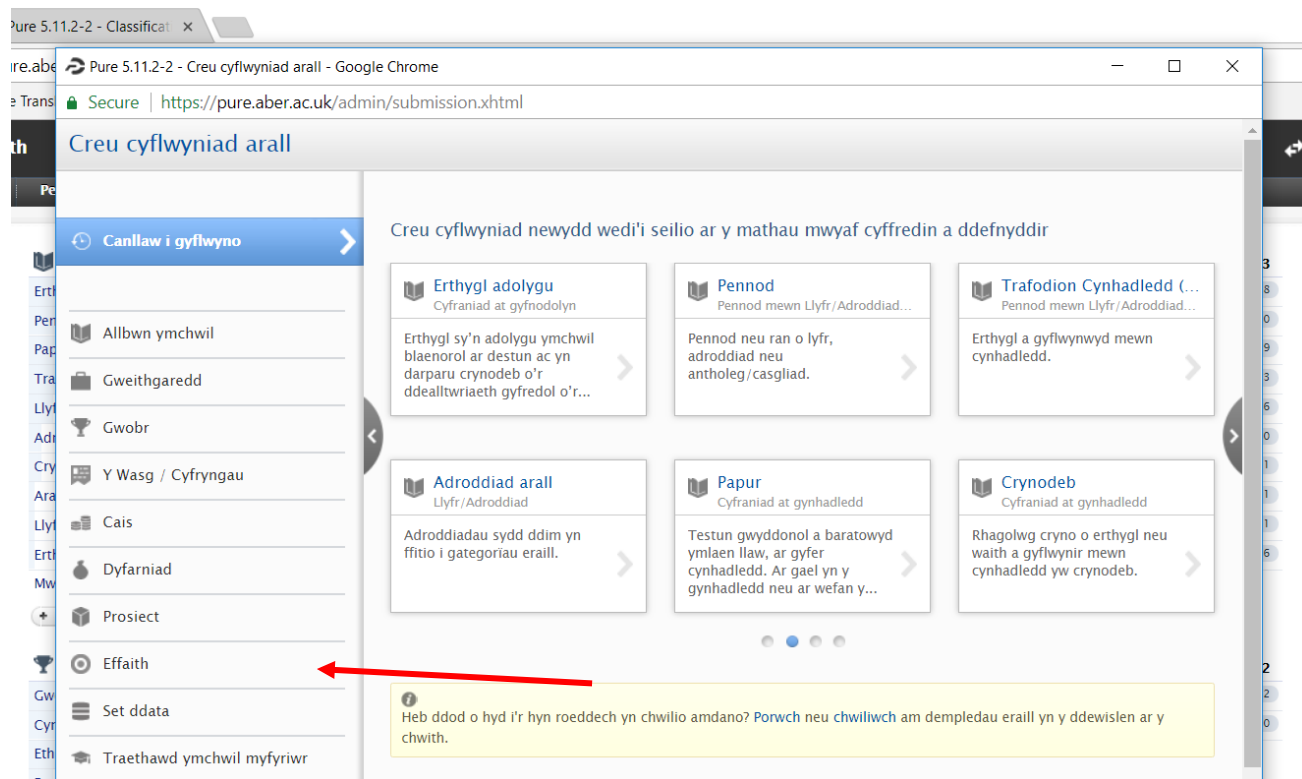 Pure 5.11.2-2 - Classificat
Pure 5.11.2-2 - Creu cyflwyniad arall - Google Chrome
Secure | https://pure.aber.ac.uk/admin/submission.xhtml
Creu cyflwyniad arall
Canllaw i gyflwyno
Allbwn ymchwil
Gweithgaredd
Gwobr
Y Wasg / Cyfryngau
Cais
Dyfarniad
Prosiect
Effaith
Set ddata
Traethawd ymchwil myfyriwr
Creu cyflwyniad newydd wedi'i seilio ar y mathau mwyaf cyffredin a ddefnyddir
Erthygl adolygu
Cyfraniad at gyfnodolyn
Erthygl sy'n adolygu ymchwil
blaenorol ar destun ac yn
darparu crynodeb o'r
ddealltwriaeth gyfredol o'r...
Pennod
Pennod mewn Llyfr/Adroddiad...
Pennod neu ran o lyfr,
adroddiad neu
antholeg/casgliad.
Trafodion Cynhadledd (...
Pennod mewn Llyfr/Adroddiad...
Erthygl a gyflwynwyd mewn
cynhadledd.
Adroddiad arall
Llyfr/Adroddiad
Adroddiadau sydd ddim yn
ffitio i gategorïau eraill.
Papur
Cyfraniad at gynhadledd
Testun gwyddonol a baratowyd
ymlaen llaw, ar gyfer
cynhadledd. Ar gael yn y
gynhadledd neu ar wefan y...
Crynodeb
Cyfraniad at gynhadledd
Rhagolwg cryno o erthygl neu
waith a gyflwynir mewn
cynhadledd yw crynodeb.
Heb ddod o hyd i'r hyn roeddech yn chwilio amdano? Porwch neu chwiliwch am dempledau eraill yn y ddewislen ar y
chwith.